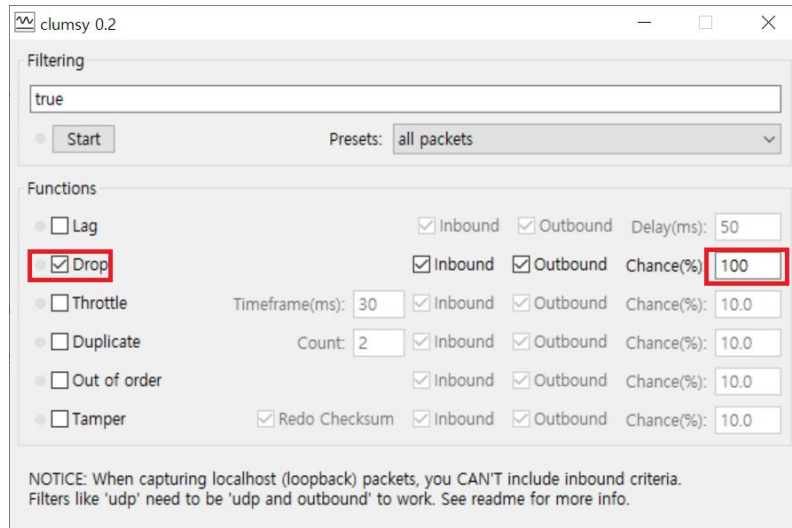 clumsy 0.2
Filtering
true
Start Presets: all packets
Functions
Lag Inbound Outbound Delay(ms): 50
Drop Inbound Outbound Chance(%): 100
Throttle Timeframe(ms): 30 Inbound Outbound Chance(%): 10.0
Duplicate Count: 2 Inbound Outbound Chance(%): 10.0
Out of order Inbound Outbound Chance(%): 10.0
Tamper Redo Checksum Inbound Outbound Chance(%): 10.0
NOTICE: When capturing localhost (loopback) packets, you CAN'T include inbound criteria.
Filters like 'udp' need to be 'udp and outbound' to work. See readme for more info.